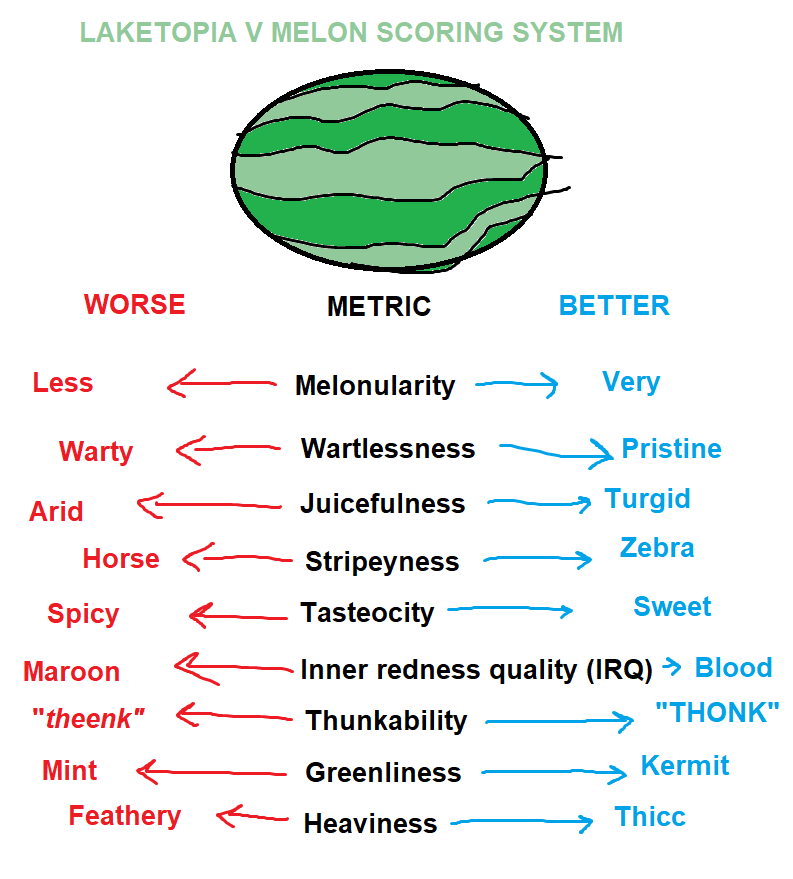 LAKETOPIA V MELON SCORING SYSTEM
WORSE METRIC BETTER
Less Melonularity Very
Warty Wartlessness Pristine
Arid Juicefulness Turgid
Horse Stripeyness Zebra
Spicy Tasteocity Sweet
Maroon Inner redness quality (IRQ) Blood
"theenk" Thunkability "THONK"
Mint Greenliness Kermit
Feathery Heaviness Thicc